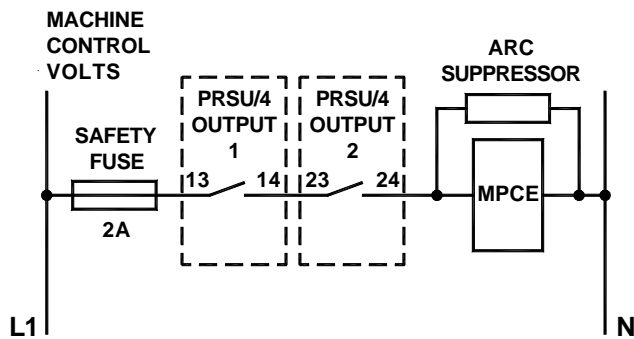 MACHINE
CONTROL
VOLTS
ARC
SUPPRESSOR
PRSU/4
OUTPUT
1
PRSU/4
OUTPUT
2
SAFETY
FUSE
2A
13
14
23
24
MPCE
L1
N